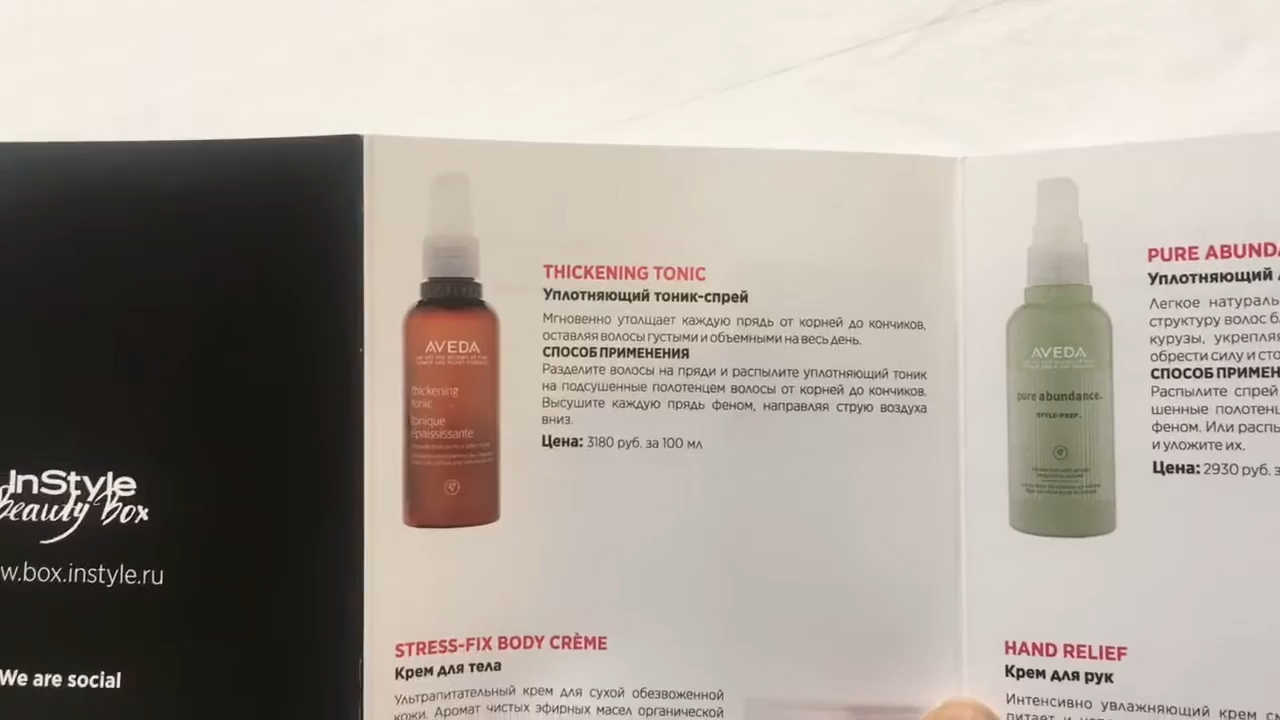 InStyle
beauty box
w.box.instyle.ru
We are social
AVEDA
thickening
tonic
tonique
épaississante
THICKENING TONIC
Уплотняющий тоник-спрей
Мгновенно утолщает каждую прядь от корней до кончиков,
оставляя волосы густыми и объемными на весь день.
СПОСОБ ПРИМЕНЕНИЯ
Разделите волосы на пряди и распылите уплотняющий тоник
на подсушенные полотенцем волосы от корней до кончиков.
Высушите каждую прядь феном, направляя струю воздуха
вниз.
Цена: 3180 руб. за 100 мл
STRESS-FIX BODY CRÈME
Крем для тела
Ультрапитательный крем для сухой обезвоженной
кожи. Аромат чистых эфирных масел органической
AVEDA
pure abundance
STYLE-PREP
PURE ABUNDA
Уплотняющий
Легкое натураль
структуру волос б
курузы, укрепля
обрести силу и сто
СПОСОБ ПРИМЕН
Распылите спрей
шенные полотенц
феном. Или распы
и уложите их.
Цена: 2930 руб. з
HAND RELIEF
Крем для рук
Интенсивно увлажняющий крем
питает и